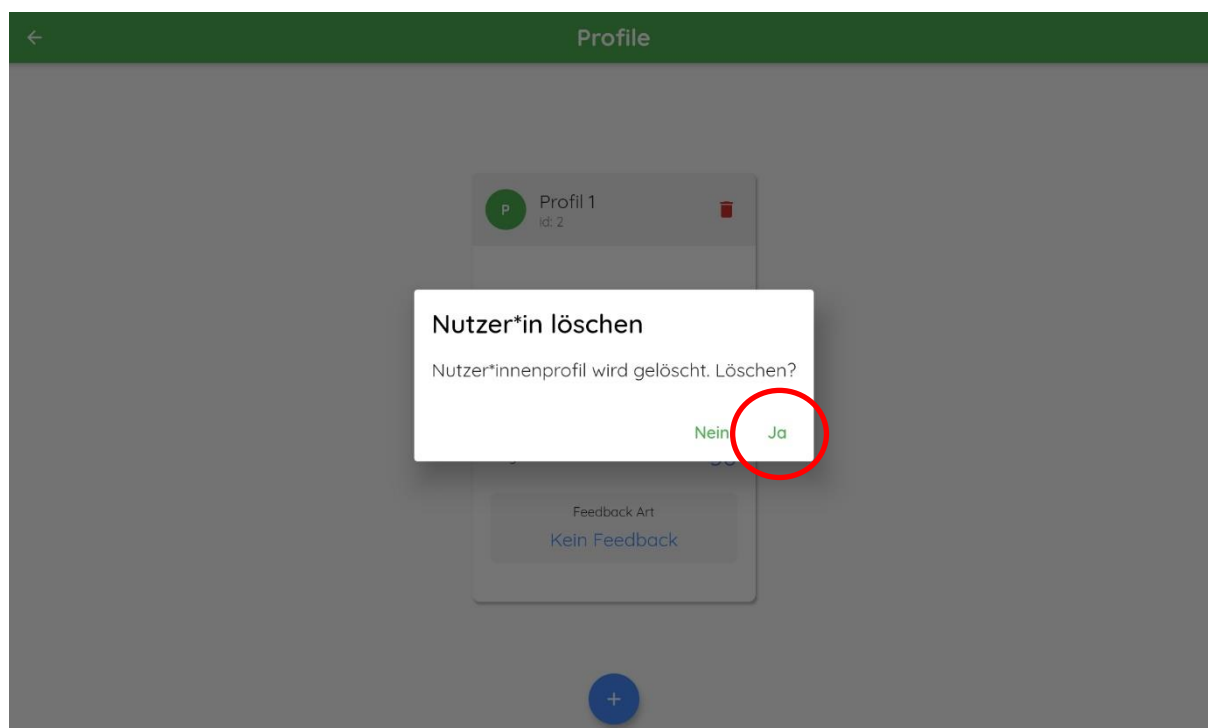 Profile
P
Profil 1
id: 2
Nutzer*in löschen
Nutzer*innenprofil wird gelöscht. Löschen?
Nein
Ja
Feedback Art
Kein Feedback